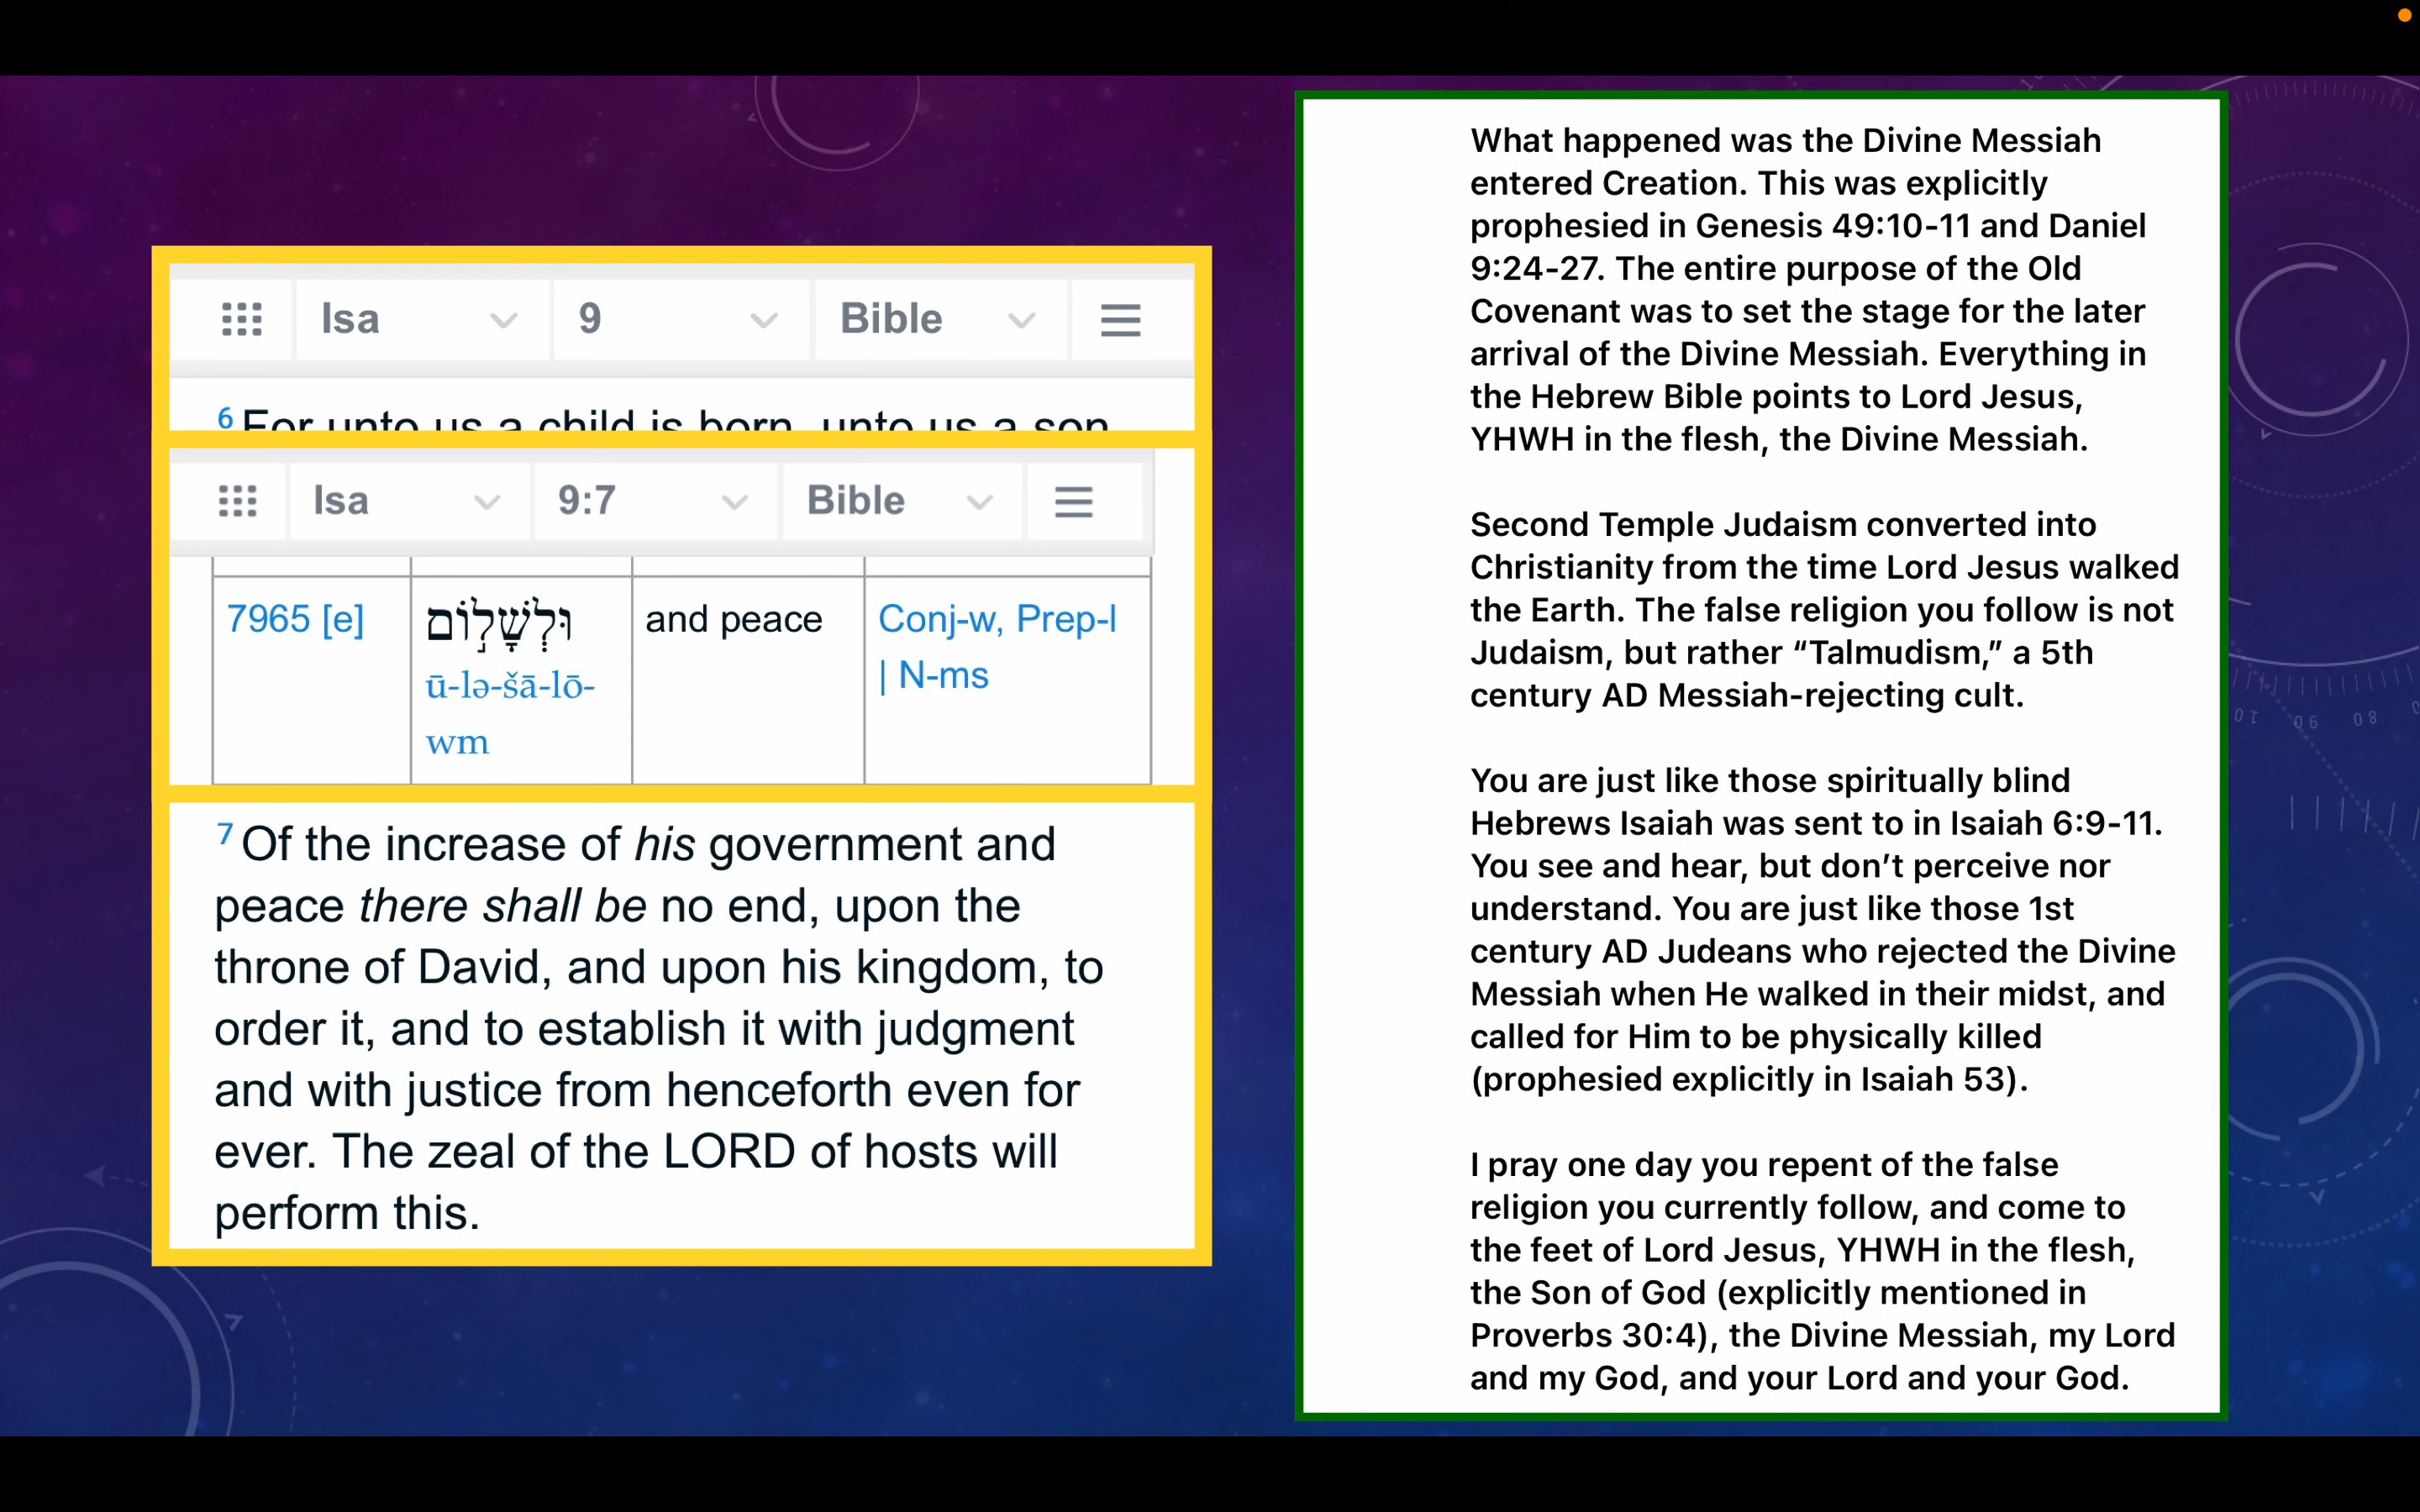 Isa 9 Bible
6 For unto us a child is born, unto us a son
Isa 9:7 Bible
7965 [e] וּלְשָׁל֣וֹם and peace Conj-w, Prep-l
ū-lə-šā-lō- | N-ms
wm
7 Of the increase of his government and
peace there shall be no end, upon the
throne of David, and upon his kingdom, to
order it, and to establish it with judgment
and with justice from henceforth even for
ever. The zeal of the LORD of hosts will
perform this.
What happened was the Divine Messiah
entered Creation. This was explicitly
prophesied in Genesis 49:10-11 and Daniel
9:24-27. The entire purpose of the Old
Covenant was to set the stage for the later
arrival of the Divine Messiah. Everything in
the Hebrew Bible points to Lord Jesus,
YHWH in the flesh, the Divine Messiah.
Second Temple Judaism converted into
Christianity from the time Lord Jesus walked
the Earth. The false religion you follow is not
Judaism, but rather “Talmudism,” a 5th
century AD Messiah-rejecting cult.
You are just like those spiritually blind
Hebrews Isaiah was sent to in Isaiah 6:9-11.
You see and hear, but don’t perceive nor
understand. You are just like those 1st
century AD Judeans who rejected the Divine
Messiah when He walked in their midst, and
called for Him to be physically killed
(prophesied explicitly in Isaiah 53).
I pray one day you repent of the false
religion you currently follow, and come to
the feet of Lord Jesus, YHWH in the flesh,
the Son of God (explicitly mentioned in
Proverbs 30:4), the Divine Messiah, my Lord
and my God, and your Lord and your God.